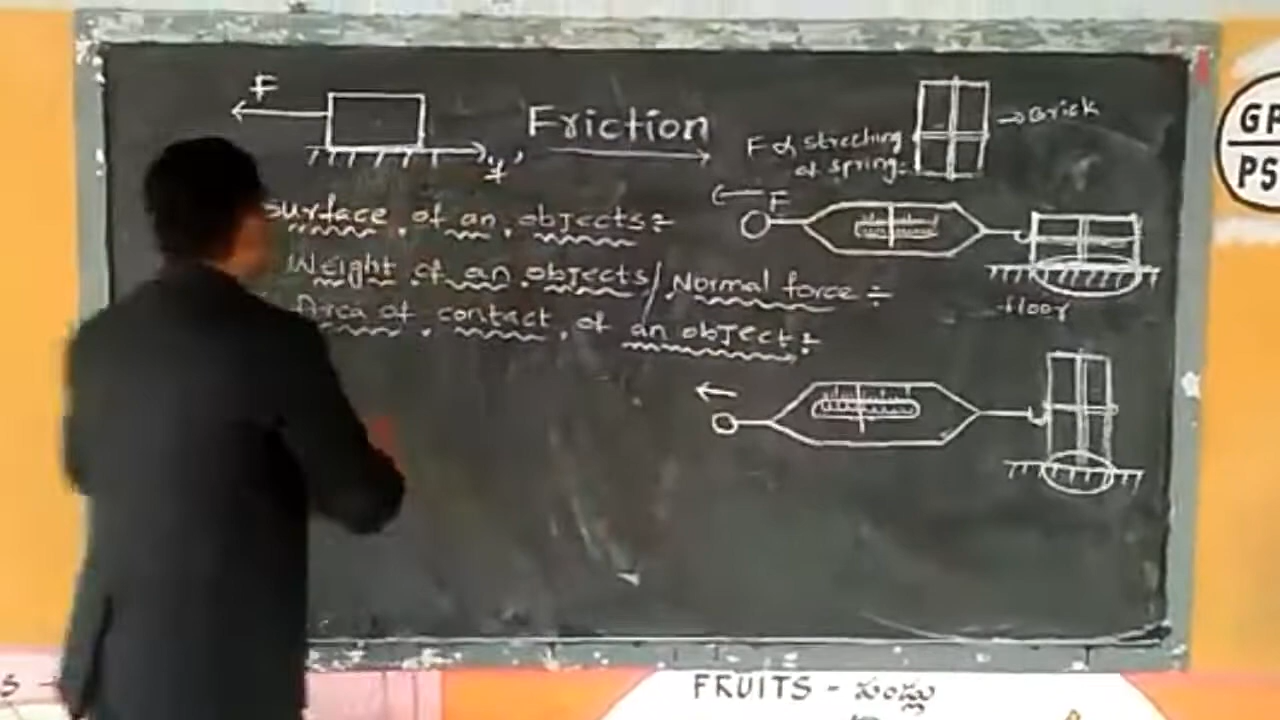 F
Friction
f
→Brick
F α streching
of spring:
F
surface of an objects:
Weight of an objects/Normal force ÷
floor
Area of contact of an object:
GP
PS
S -
FRUITS - పండ్లు